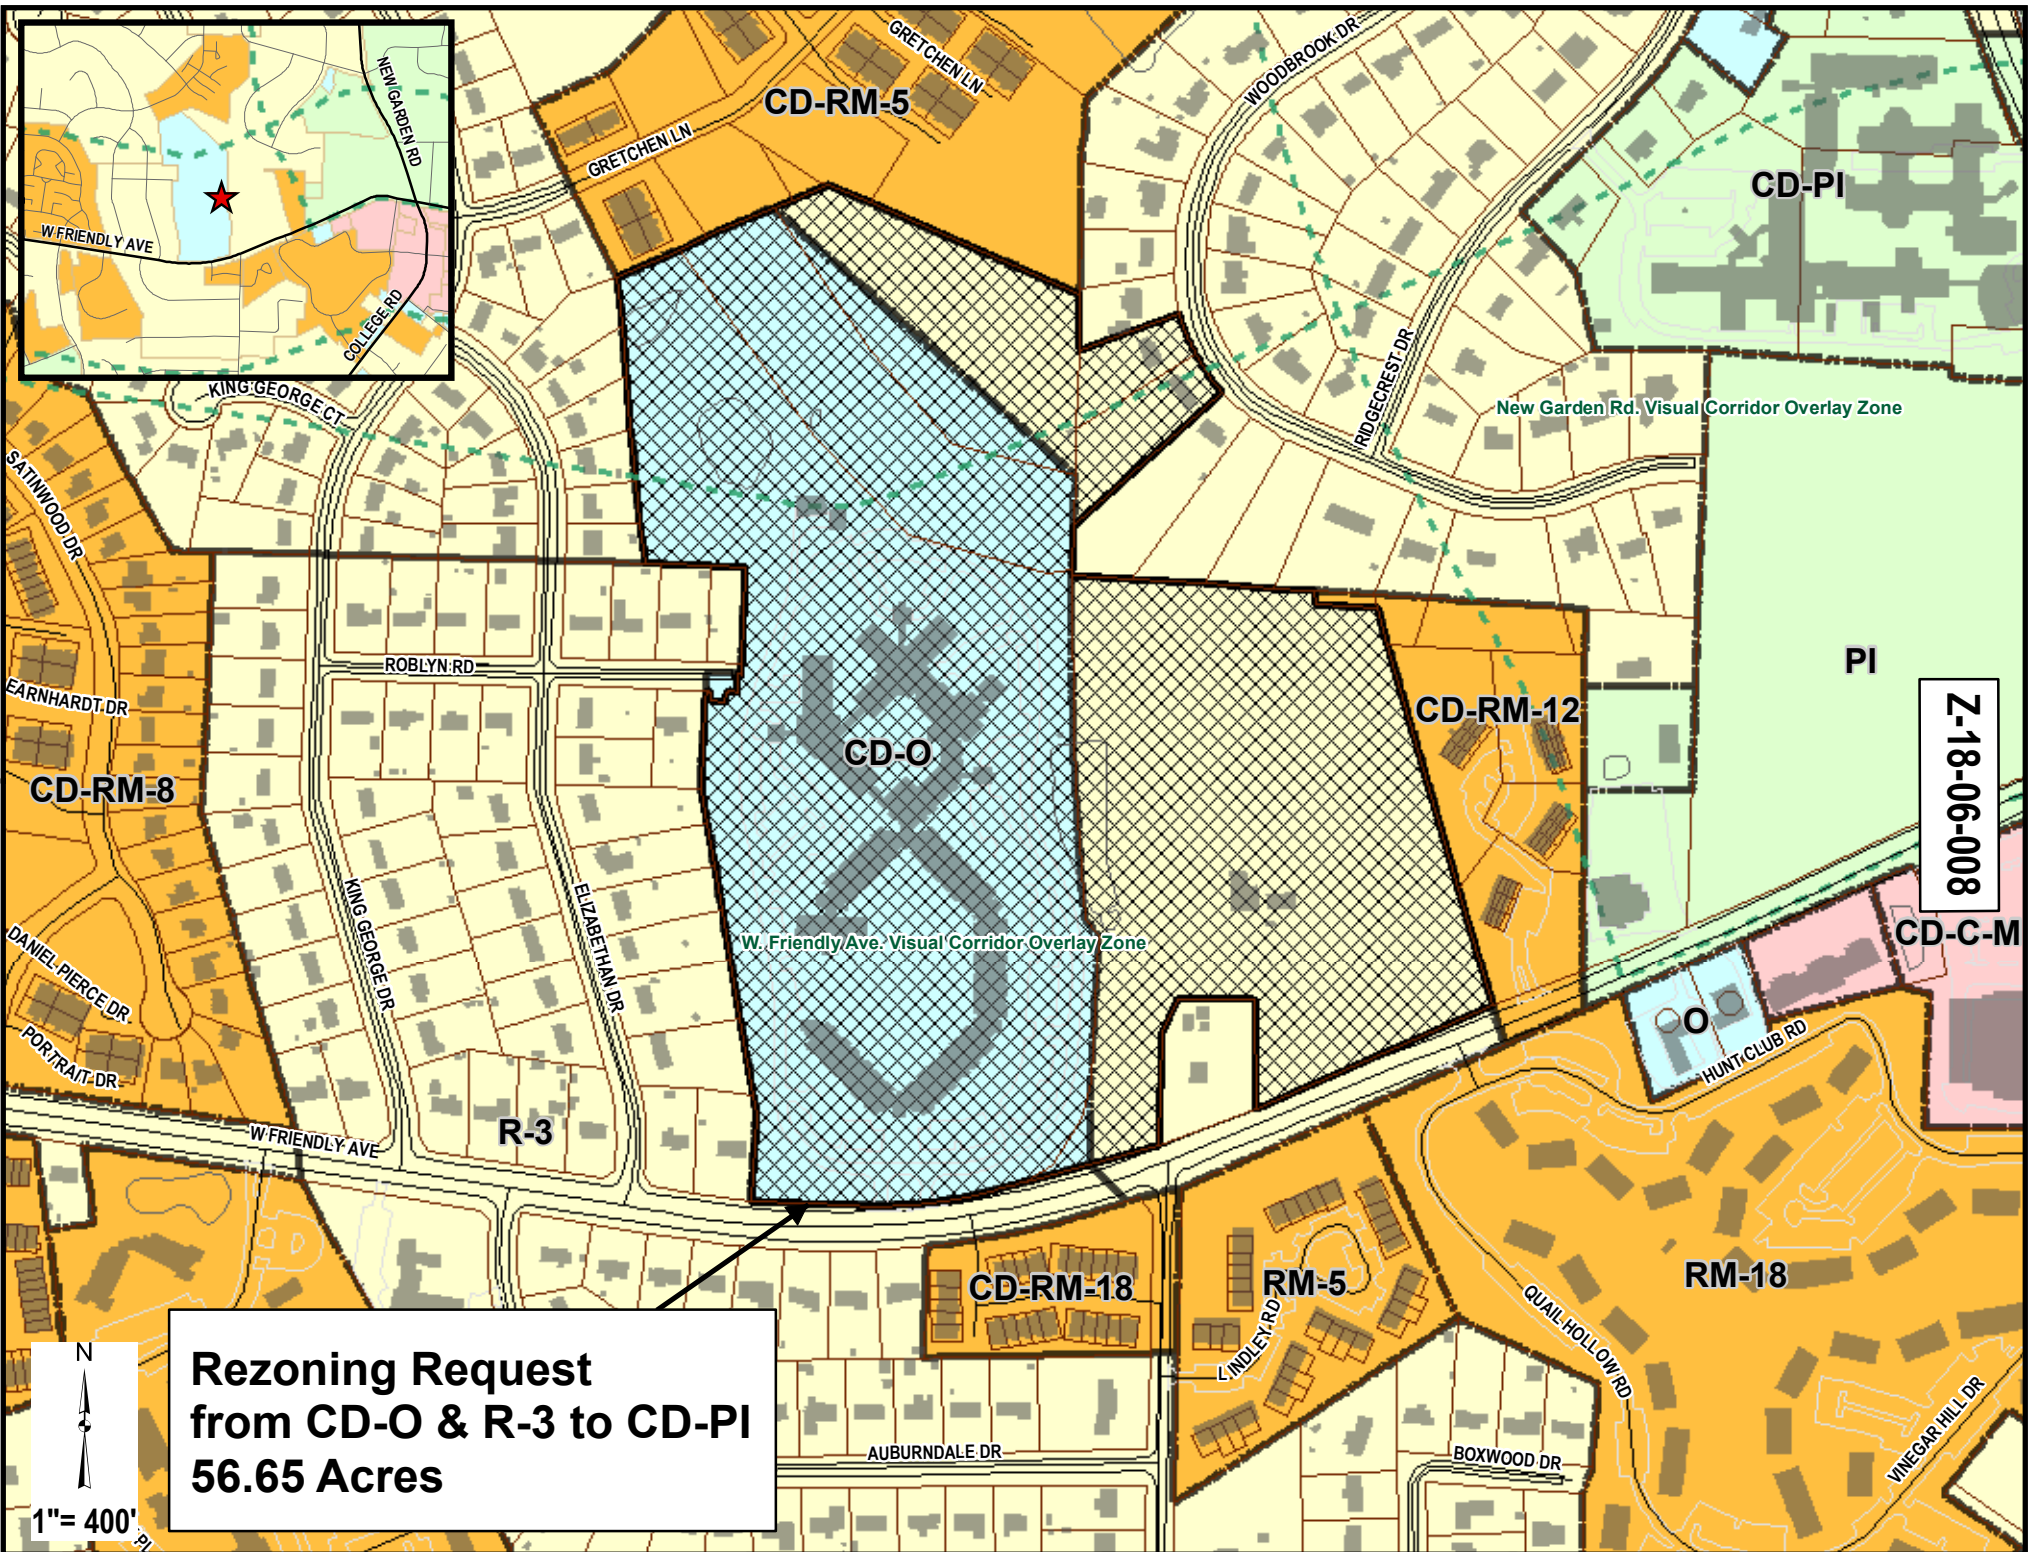 NEW GARDEN RD
W FRIENDLY AVE
COLLEGE RD
GRETCHEN LN
CD-RM-5
GRETCHEN LN
WOODBROOK DR
CD-PI
RIDGECREST DR
New Garden Rd. Visual Corridor Overlay Zone
KING GEORGE CT
SATINWOOD DR
ROBLYN RD
EARNHARDT DR
CD-RM-8
CD-O
CD-RM-12
PI
Z-18-06-008
KING GEORGE DR
ELIZABETHAN DR
W. Friendly Ave. Visual Corridor Overlay Zone
CD-C-M
DANIEL PIERCE DR
PORTRAIT DR
O
HUNT CLUB RD
R-3
W FRIENDLY AVE
CD-RM-18
RM-5
RM-18
LINDLEY RD
QUAIL HOLLOW RD
VINEGAR HILL DR
AUBURNDALE DR
BOXWOOD DR
Rezoning Request
from CD-O & R-3 to CD-PI
56.65 Acres
N
1"= 400'
PL